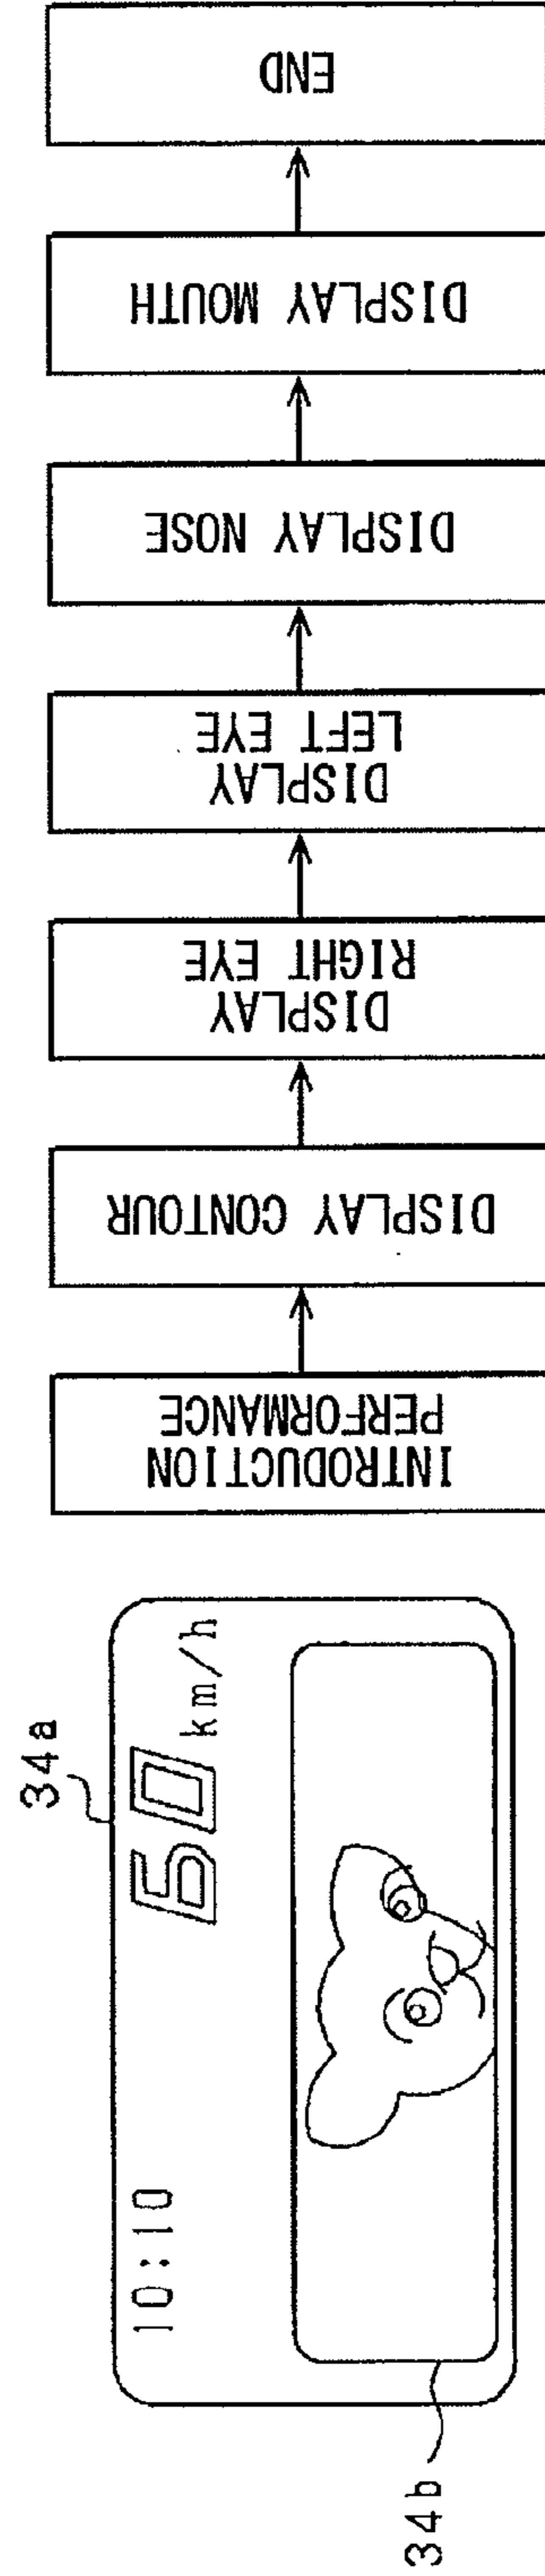 34a
10:10
60 km/h
34b
INTRODUCTION
PERFORMANCE
DISPLAY CONTOUR
DISPLAY
RIGHT EYE
DISPLAY
LEFT EYE
DISPLAY NOSE
DISPLAY MOUTH
END